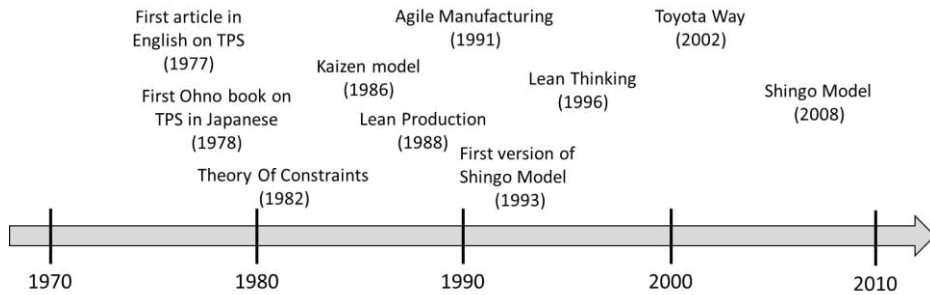 First article in
English on TPS
(1977)
Agile Manufacturing
(1991)
Toyota Way
(2002)
Kaizen model
(1986)
Lean Thinking
(1996)
Shingo Model
(2008)
First Ohno book on
TPS in Japanese
(1978)
Lean Production
(1988)
First version of
Shingo Model
(1993)
Theory Of Constraints
(1982)
1970
1980
1990
2000
2010